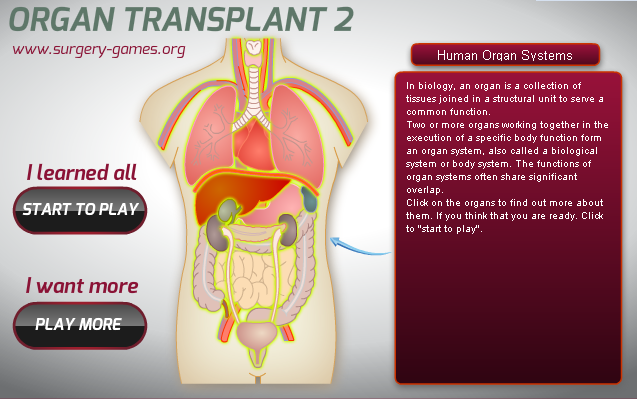 ORGAN TRANSPLANT 2
www.surgery-games.org
I learned all
START TO PLAY
I want more
PLAY MORE
Human Organ Systems
In biology, an organ is a collection of
tissues joined in a structural unit to serve a
common function.
Two or more organs working together in the
execution of a specific body function form
an organ system, also called a biological
system or body system. The functions of
organ systems often share significant
overlap.
Click on the organs to find out more about
them. If you think that you are ready. Click
to "start to play".